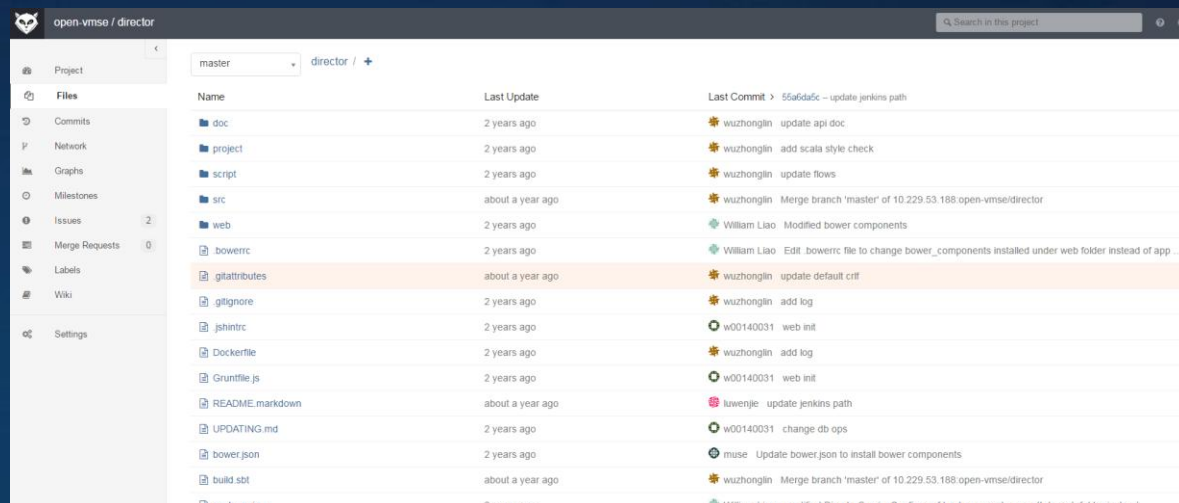 open-vmse / director
Search in this project
Project
Files
Commits
Network
Graphs
Milestones
Issues 2
Merge Requests 0
Labels
Wiki
Settings
master director / +
Name Last Update Last Commit > 55a6da5c – update jenkins path
doc 2 years ago wuzhonglin update api doc
project 2 years ago wuzhonglin add scala style check
script 2 years ago wuzhonglin update flows
src about a year ago wuzhonglin Merge branch 'master' of 10.229.53.188:open-vmse/director
web 2 years ago William Liao Modified bower components
.bowerrc 2 years ago William Liao Edit .bowerrc file to change bower_components installed under web folder instead of app ...
.gitattributes about a year ago wuzhonglin update default crlf
.gitignore 2 years ago wuzhonglin add log
.jshintrc 2 years ago w00140031 web init
Dockerfile 2 years ago wuzhonglin add log
Gruntfile.js 2 years ago w00140031 web init
README.markdown about a year ago luwenjie update jenkins path
UPDATING.md 2 years ago w00140031 change db ops
bower.json 2 years ago muse Update bower.json to install bower components
build.sbt about a year ago wuzhonglin Merge branch 'master' of 10.229.53.188:open-vmse/director